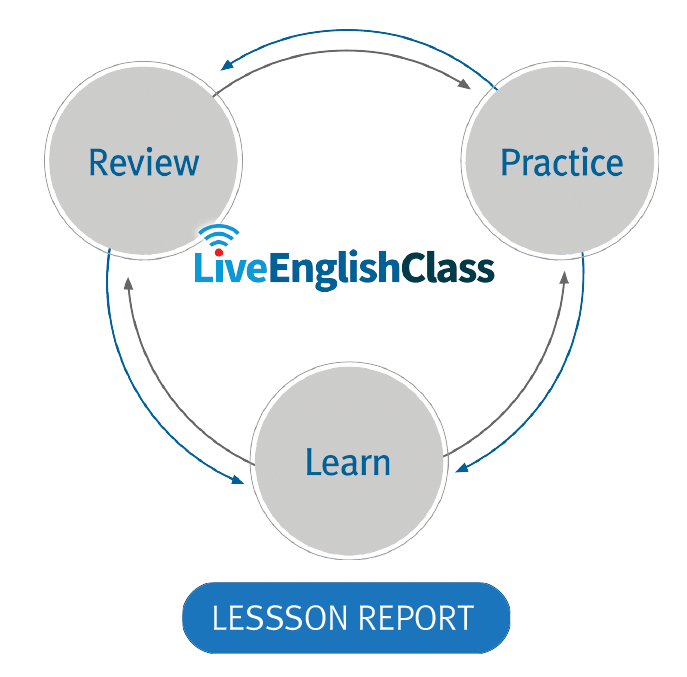 Review
Practice
LiveEnglishClass
Learn
LESSSON REPORT